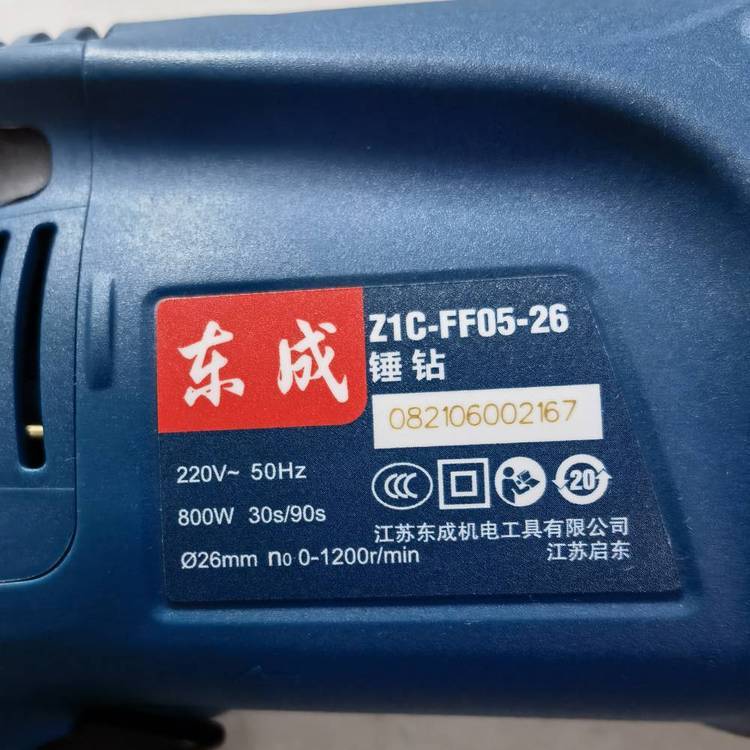 东成
Z1C-FF05-26
锤钻
082106002167
220V~ 50Hz
800W 30s/90s
Ø26mm n0 0-1200r/min
CCC
20
江苏东成机电工具有限公司
江苏启东